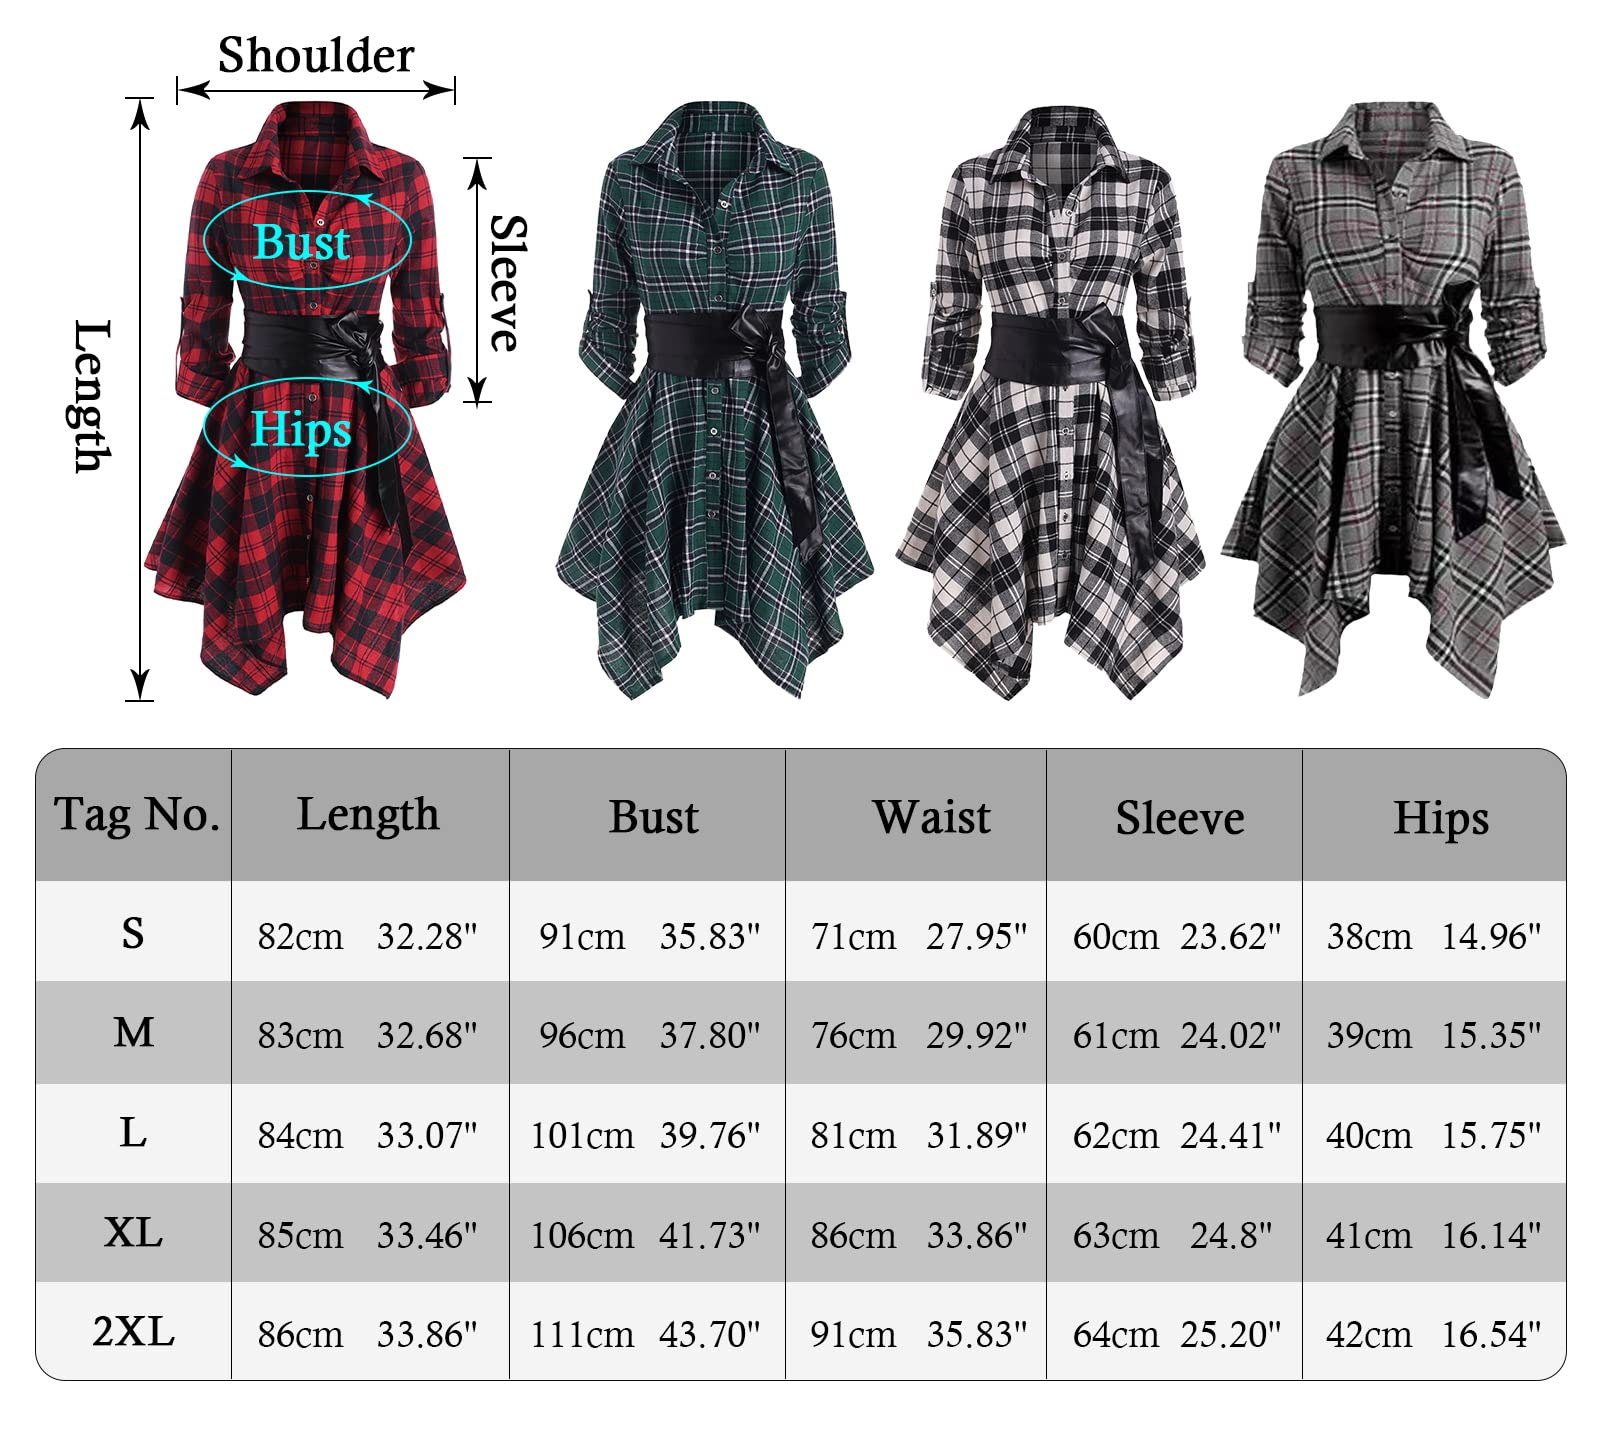 Shoulder
Length
Bust
Sleeve
Hips
Tag No. Length Bust Waist Sleeve Hips
S 82cm 32.28" 91cm 35.83" 71cm 27.95" 60cm 23.62" 38cm 14.96"
M 83cm 32.68" 96cm 37.80" 76cm 29.92" 61cm 24.02" 39cm 15.35"
L 84cm 33.07" 101cm 39.76" 81cm 31.89" 62cm 24.41" 40cm 15.75"
XL 85cm 33.46" 106cm 41.73" 86cm 33.86" 63cm 24.8" 41cm 16.14"
2XL 86cm 33.86" 111cm 43.70" 91cm 35.83" 64cm 25.20" 42cm 16.54"